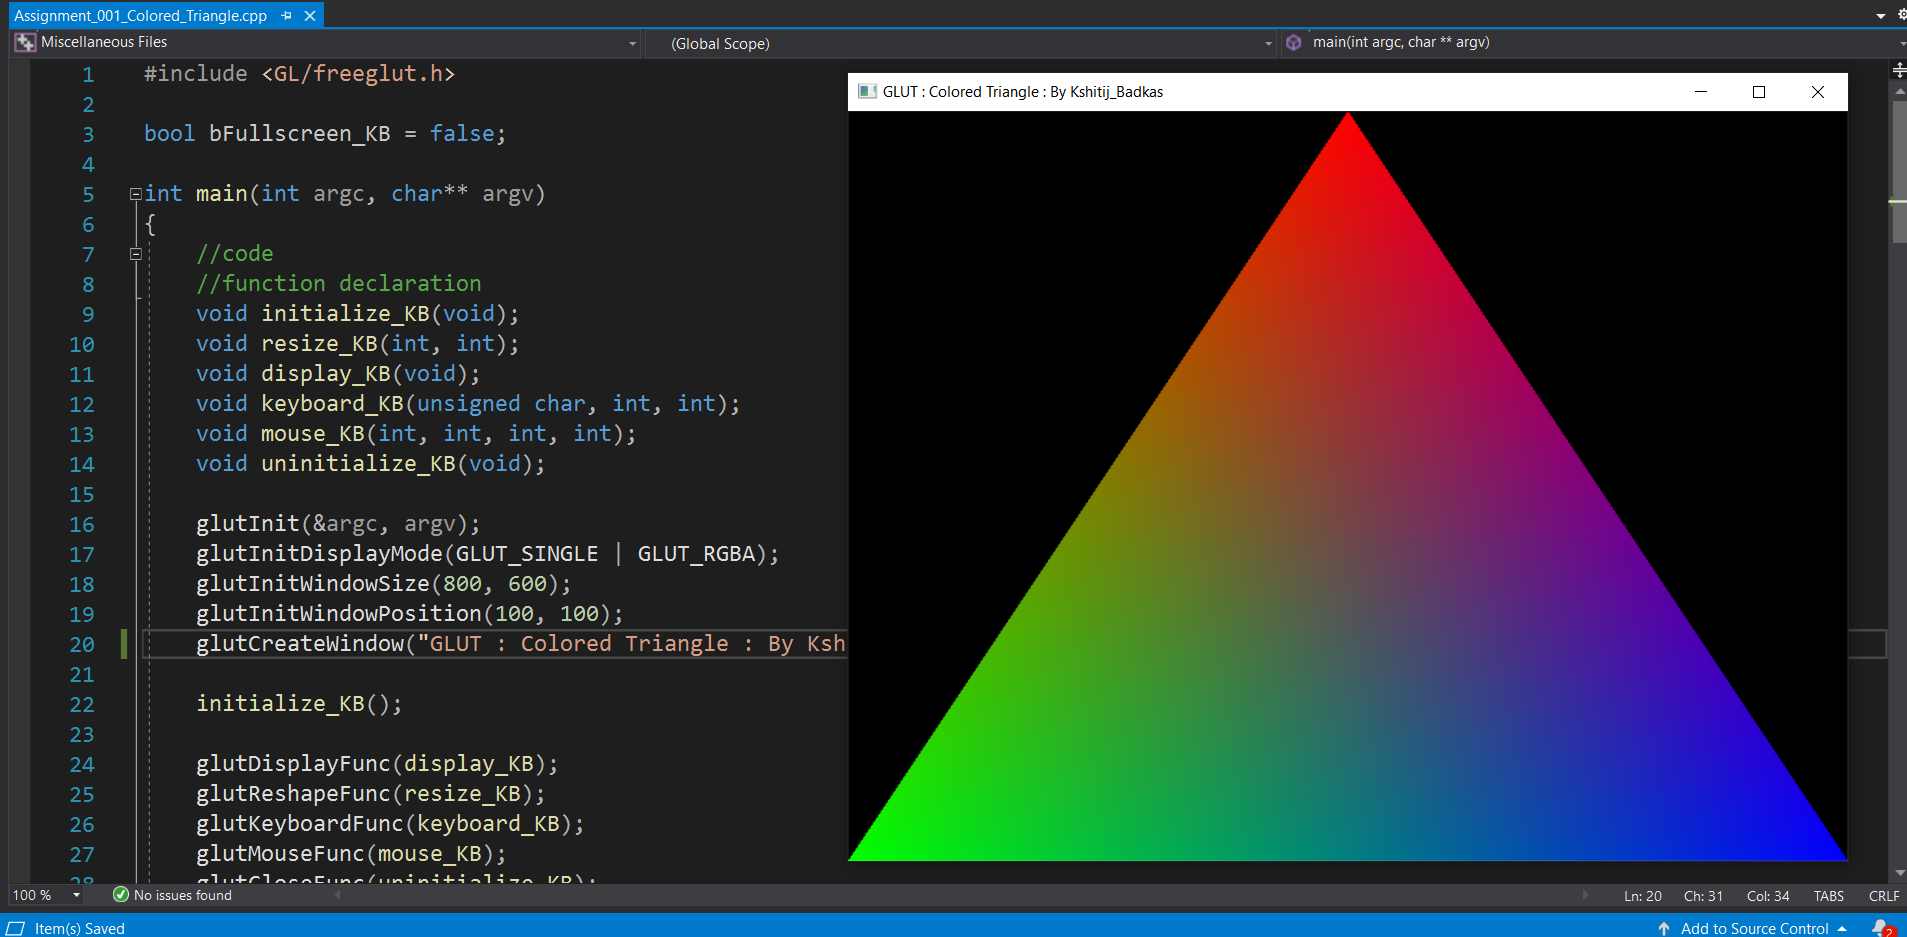 Assignment_001_Colored_Triangle.cpp
Miscellaneous Files
(Global Scope)
main(int argc, char ** argv)
1 #include <GL/freeglut.h>
2
3 bool bFullscreen_KB = false;
4
5 int main(int argc, char** argv)
6 {
7 //code
8 //function declaration
9 void initialize_KB(void);
10 void resize_KB(int, int);
11 void display_KB(void);
12 void keyboard_KB(unsigned char, int, int);
13 void mouse_KB(int, int, int, int);
14 void uninitialize_KB(void);
15
16 glutInit(&argc, argv);
17 glutInitDisplayMode(GLUT_SINGLE | GLUT_RGBA);
18 glutInitWindowSize(800, 600);
19 glutInitWindowPosition(100, 100);
20 glutCreateWindow("GLUT : Colored Triangle : By Ksh
21
22 initialize_KB();
23
24 glutDisplayFunc(display_KB);
25 glutReshapeFunc(resize_KB);
26 glutKeyboardFunc(keyboard_KB);
27 glutMouseFunc(mouse_KB);
28 glutCloseFunc(uninitialize_KB);
GLUT : Colored Triangle : By Kshitij_Badkas
100 %
No issues found
Ln: 20 Ch: 31 Col: 34 TABS CRLF
Item(s) Saved
Add to Source Control
2